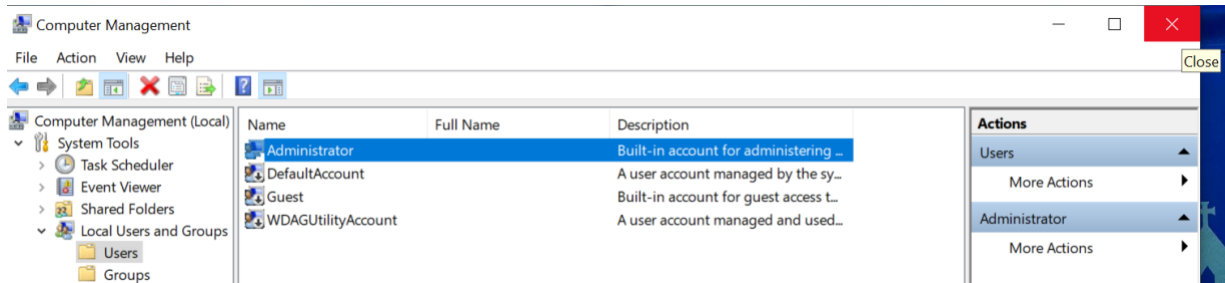 Computer Management
Close
File Action View Help
Computer Management (Local)
System Tools
Task Scheduler
Event Viewer
Shared Folders
Local Users and Groups
Users
Groups
Name Full Name Description
Administrator Built-in account for administering ...
DefaultAccount A user account managed by the sy...
Guest Built-in account for guest access t...
WDAGUtilityAccount A user account managed and used...
Actions
Users
More Actions
Administrator
More Actions